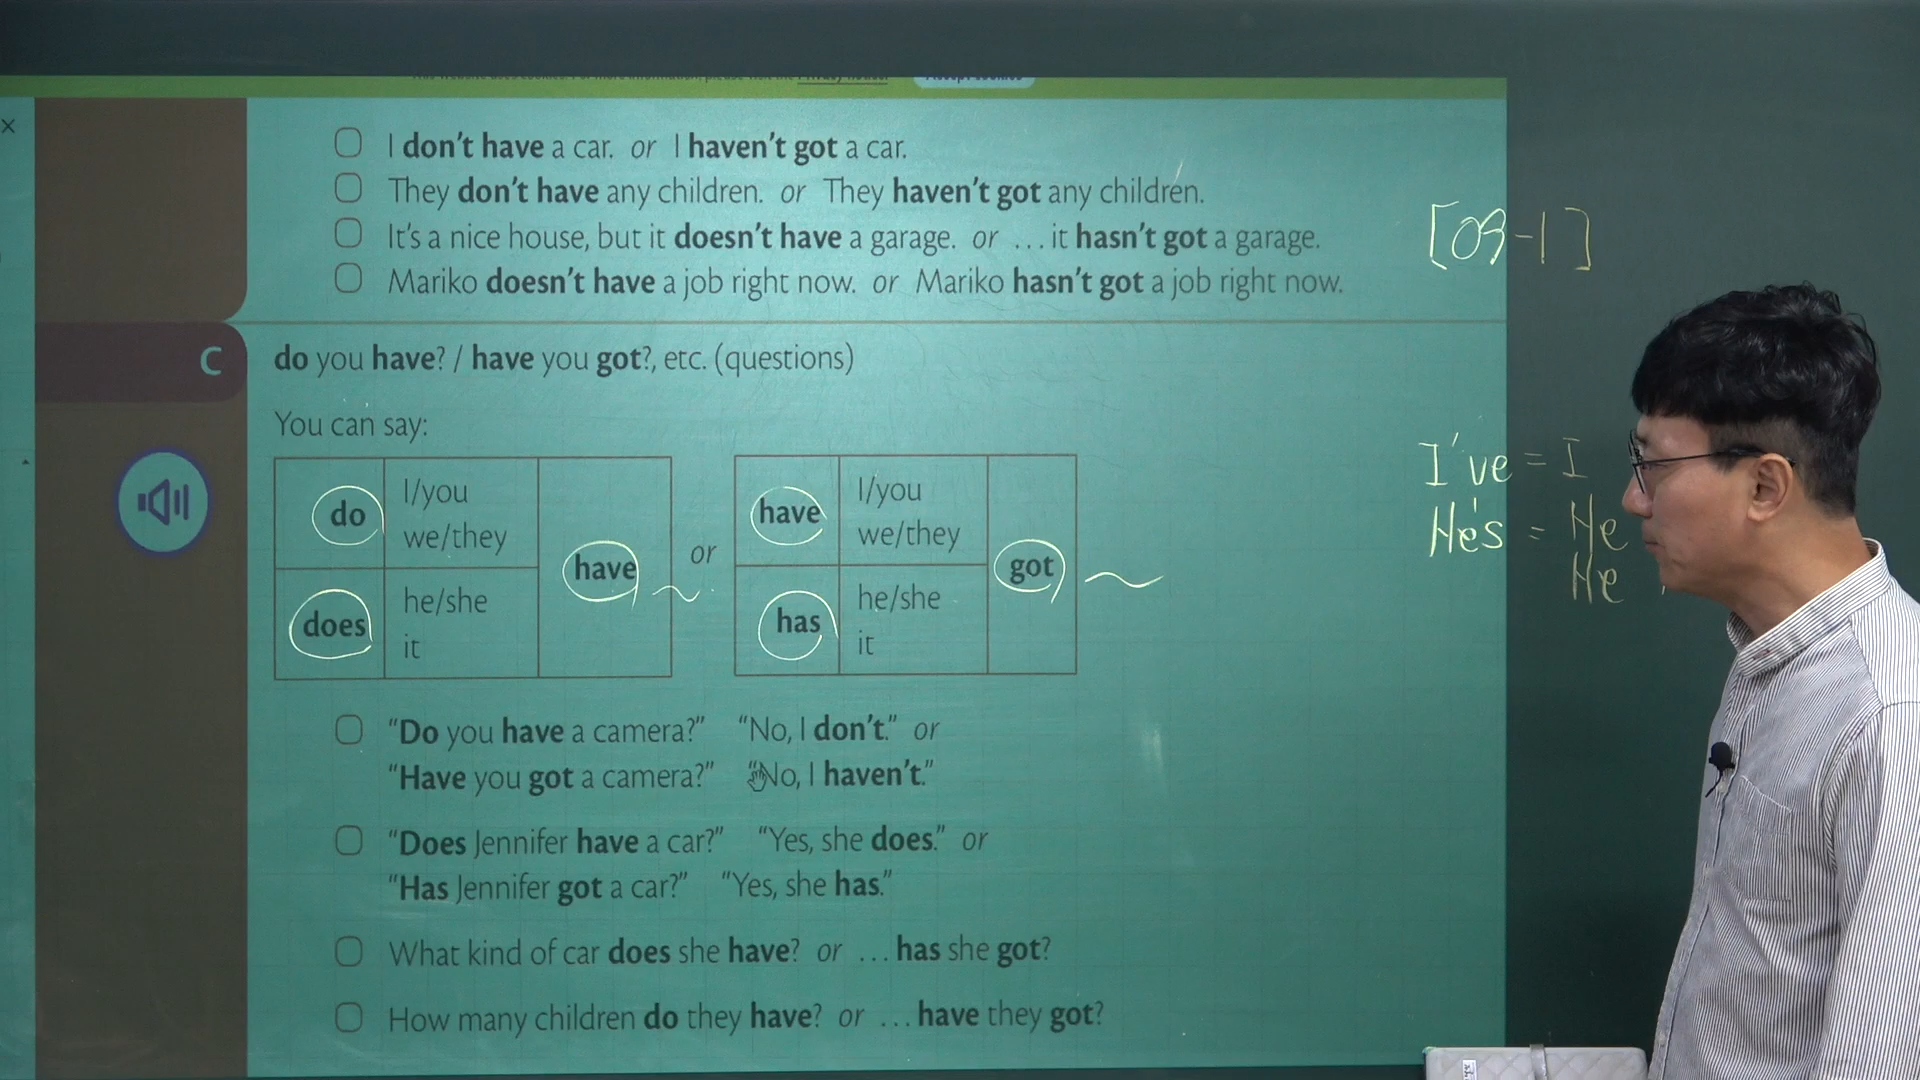 I don't have a car. or I haven't got a car.
They don't have any children. or They haven't got any children.
It's a nice house, but it doesn't have a garage. or ... it hasn't got a garage.
Mariko doesn't have a job right now. or Mariko hasn't got a job right now.
[09-1]
C
do you have? / have you got?, etc. (questions)
You can say:
do I/you we/they
does he/she it
have
or
have I/you we/they
has he/she it
got
I've = I
He's = He
He
"Do you have a camera?" "No, I don't." or
"Have you got a camera?" "No, I haven't."
"Does Jennifer have a car?" "Yes, she does." or
"Has Jennifer got a car?" "Yes, she has."
What kind of car does she have? or ... has she got?
How many children do they have? or ... have they got?